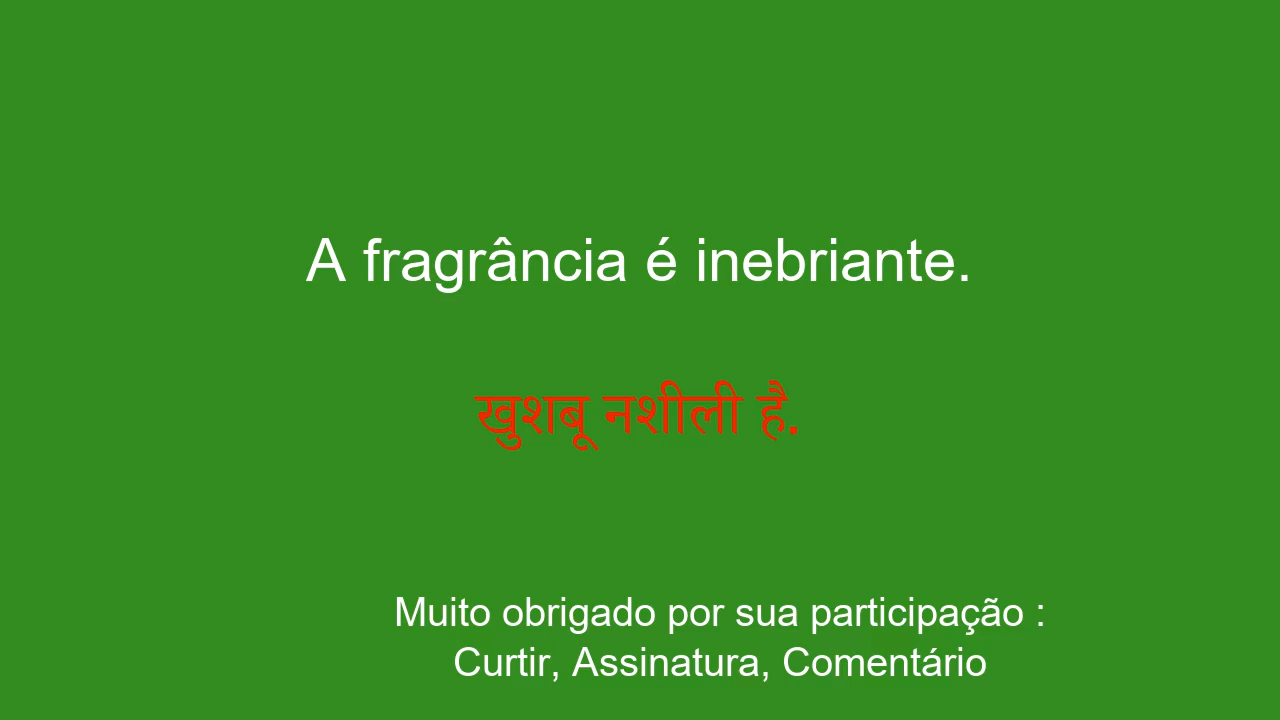 A fragrância é inebriante.
खुशबू नशीली है.
Muito obrigado por sua participação :
Curtir, Assinatura, Comentário